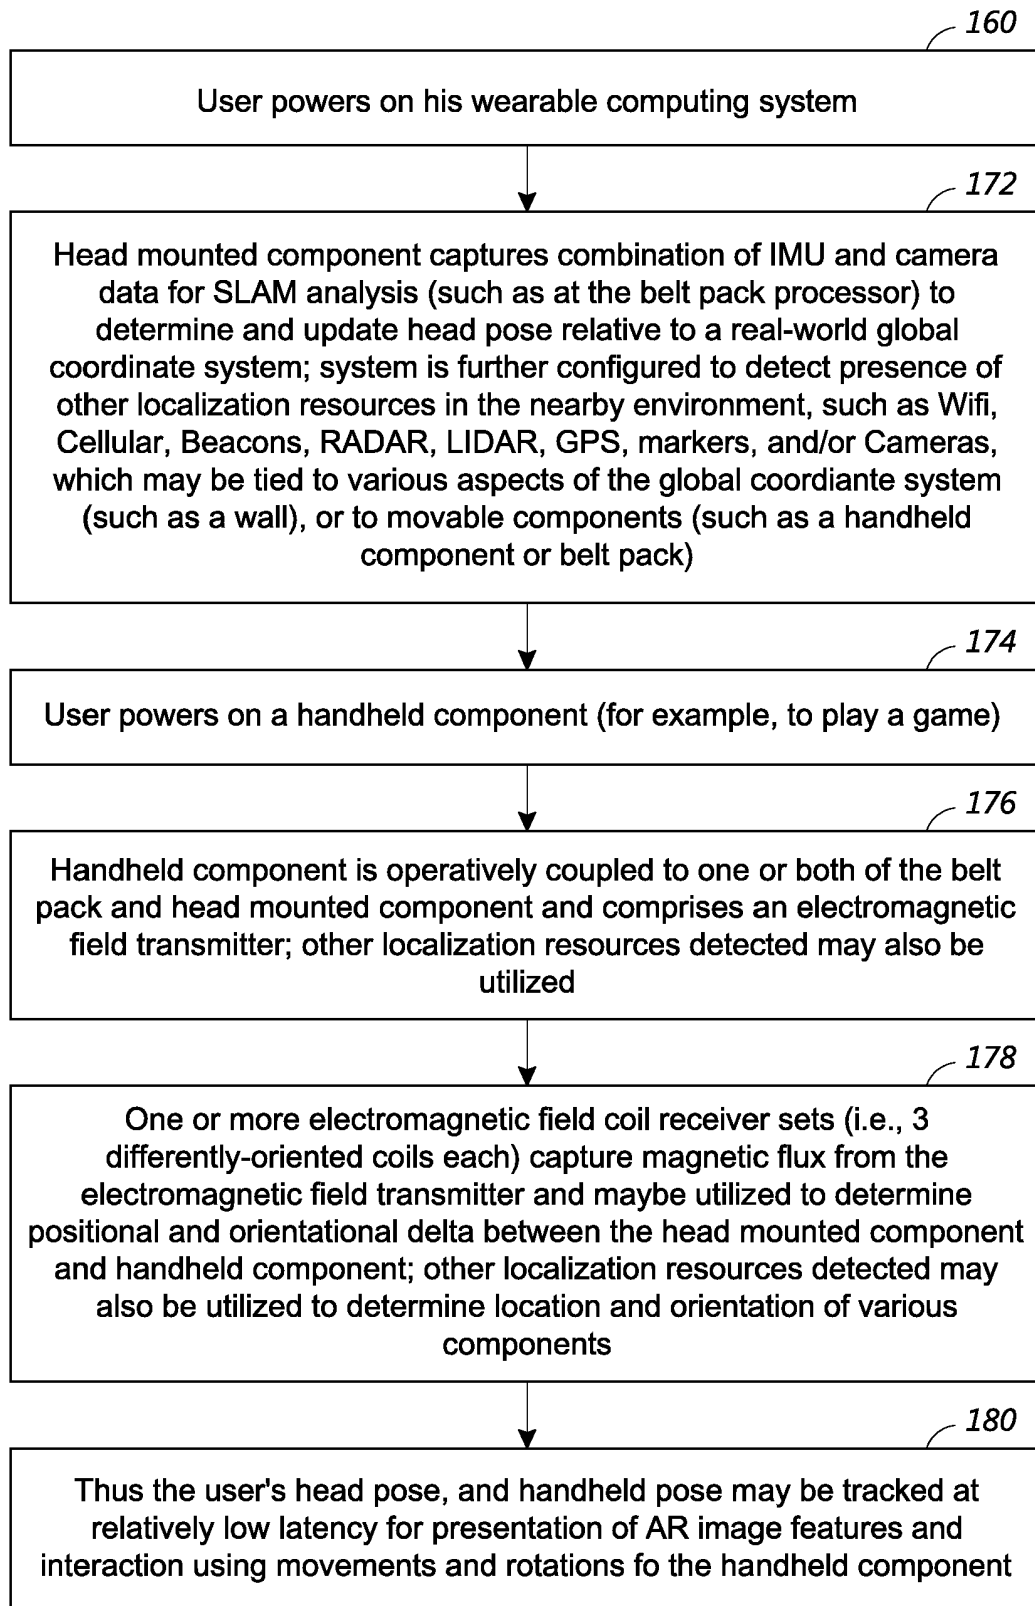 160
User powers on his wearable computing system
172
Head mounted component captures combination of IMU and camera
data for SLAM analysis (such as at the belt pack processor) to
determine and update head pose relative to a real-world global
coordinate system; system is further configured to detect presence of
other localization resources in the nearby environment, such as Wifi,
Cellular, Beacons, RADAR, LIDAR, GPS, markers, and/or Cameras,
which may be tied to various aspects of the global coordiante system
(such as a wall), or to movable components (such as a handheld
component or belt pack)
174
User powers on a handheld component (for example, to play a game)
176
Handheld component is operatively coupled to one or both of the belt
pack and head mounted component and comprises an electromagnetic
field transmitter; other localization resources detected may also be
utilized
178
One or more electromagnetic field coil receiver sets (i.e., 3
differently-oriented coils each) capture magnetic flux from the
electromagnetic field transmitter and maybe utilized to determine
positional and orientational delta between the head mounted component
and handheld component; other localization resources detected may
also be utilized to determine location and orientation of various
components
180
Thus the user's head pose, and handheld pose may be tracked at
relatively low latency for presentation of AR image features and
interaction using movements and rotations fo the handheld component